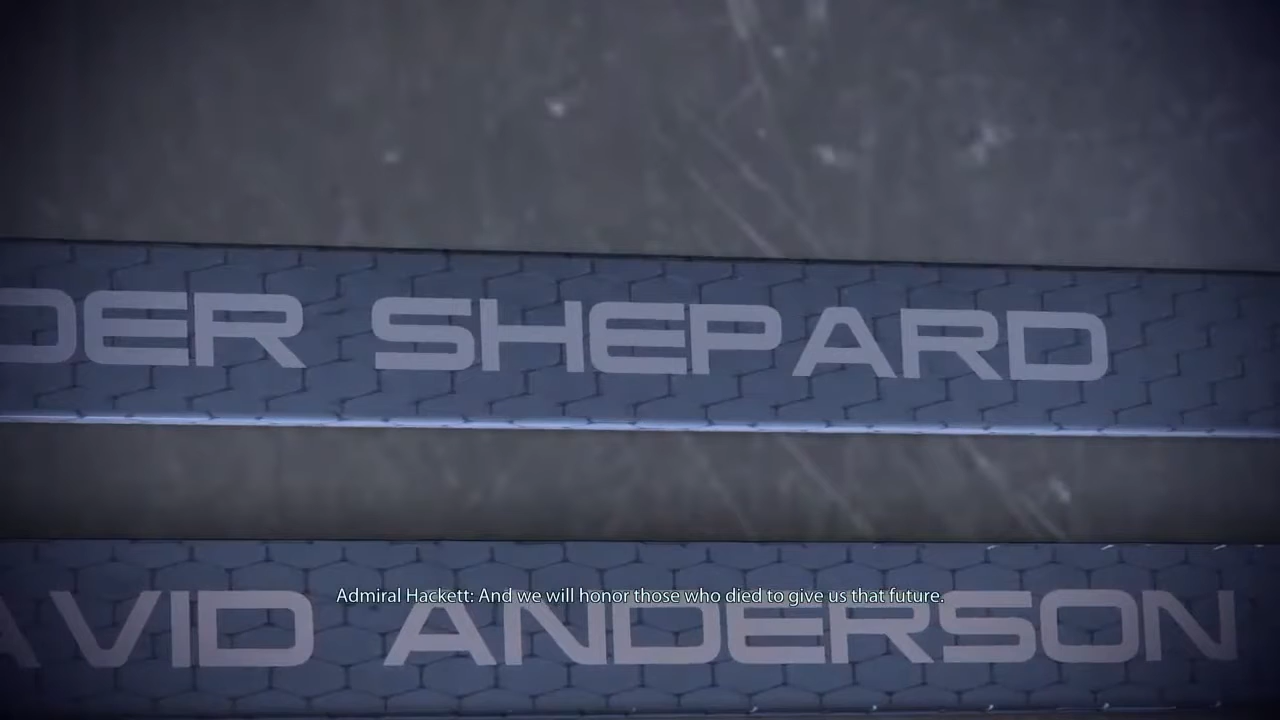 DER SHEPARD
Admiral Hackett: And we will honor those who died to give us that future.
AVID ANDERSON